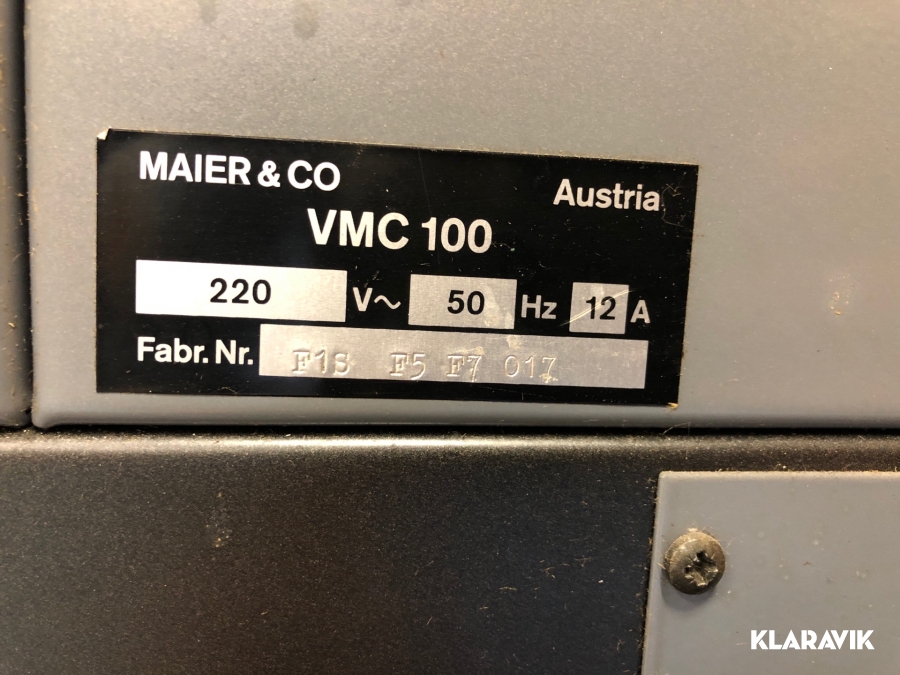 MAIER & CO
Austria
VMC 100
220 V~ 50 Hz 12 A
Fabr. Nr. F1S F5 F7 017
KLARAVIK